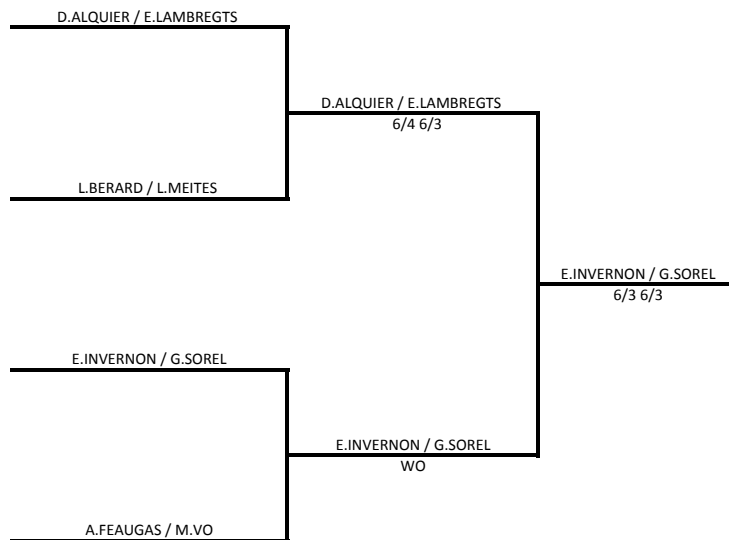 D.ALQUIER / E.LAMBREGTS
D.ALQUIER / E.LAMBREGTS
6/4 6/3
L.BERARD / L.MEITES
E.INVERNON / G.SOREL
6/3 6/3
E.INVERNON / G.SOREL
E.INVERNON / G.SOREL
WO
A.FEAUGAS / M.VO